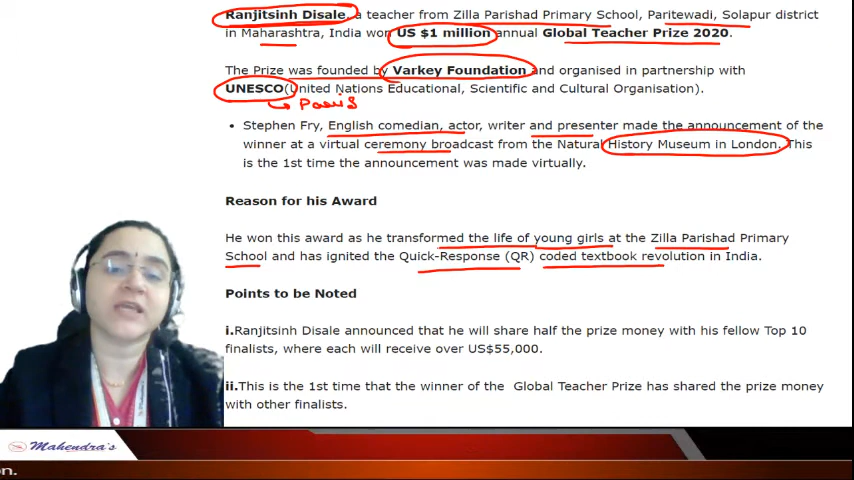 Ranjitsinh Disale, a teacher from Zilla Parishad Primary School, Paritewadi, Solapur district
in Maharashtra, India won US $1 million annual Global Teacher Prize 2020.
The Prize was founded by Varkey Foundation and organised in partnership with
UNESCO(United Nations Educational, Scientific and Cultural Organisation).
Paris
• Stephen Fry, English comedian, actor, writer and presenter made the announcement of the
winner at a virtual ceremony broadcast from the Natural History Museum in London. This
is the 1st time the announcement was made virtually.
Reason for his Award
He won this award as he transformed the life of young girls at the Zilla Parishad Primary
School and has ignited the Quick-Response (QR) coded textbook revolution in India.
Points to be Noted
i.Ranjitsinh Disale announced that he will share half the prize money with his fellow Top 10
finalists, where each will receive over US$55,000.
ii.This is the 1st time that the winner of the Global Teacher Prize has shared the prize money
with other finalists.
Mahendra's
on.